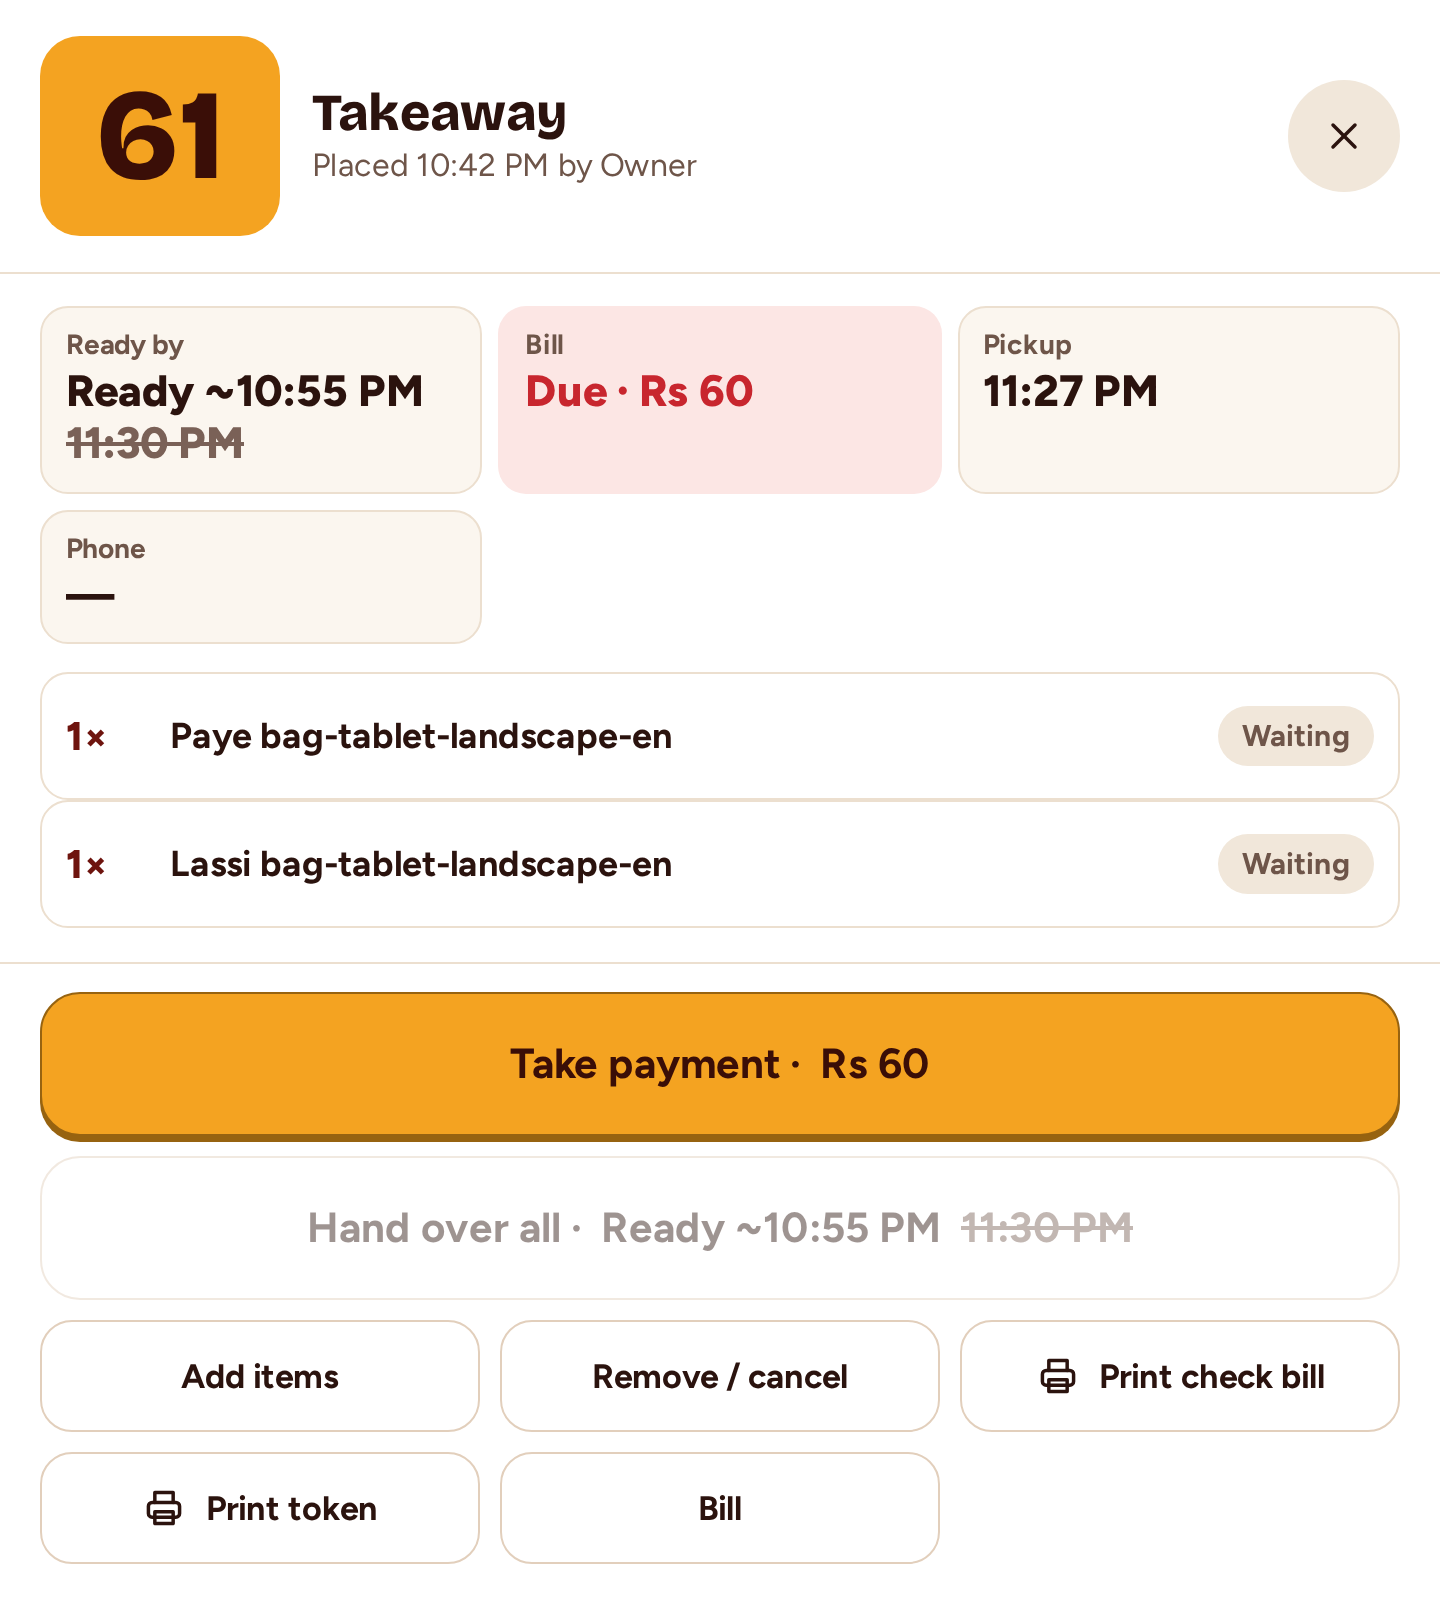 61
Takeaway
Placed 10:42 PM by Owner
Ready by
Ready ~10:55 PM
11:30 PM
Bill
Due · Rs 60
Pickup
11:27 PM
Phone
—
1× Paye bag-tablet-landscape-en Waiting
1× Lassi bag-tablet-landscape-en Waiting
Take payment · Rs 60
Hand over all · Ready ~10:55 PM 11:30 PM
Add items
Remove / cancel
Print check bill
Print token
Bill